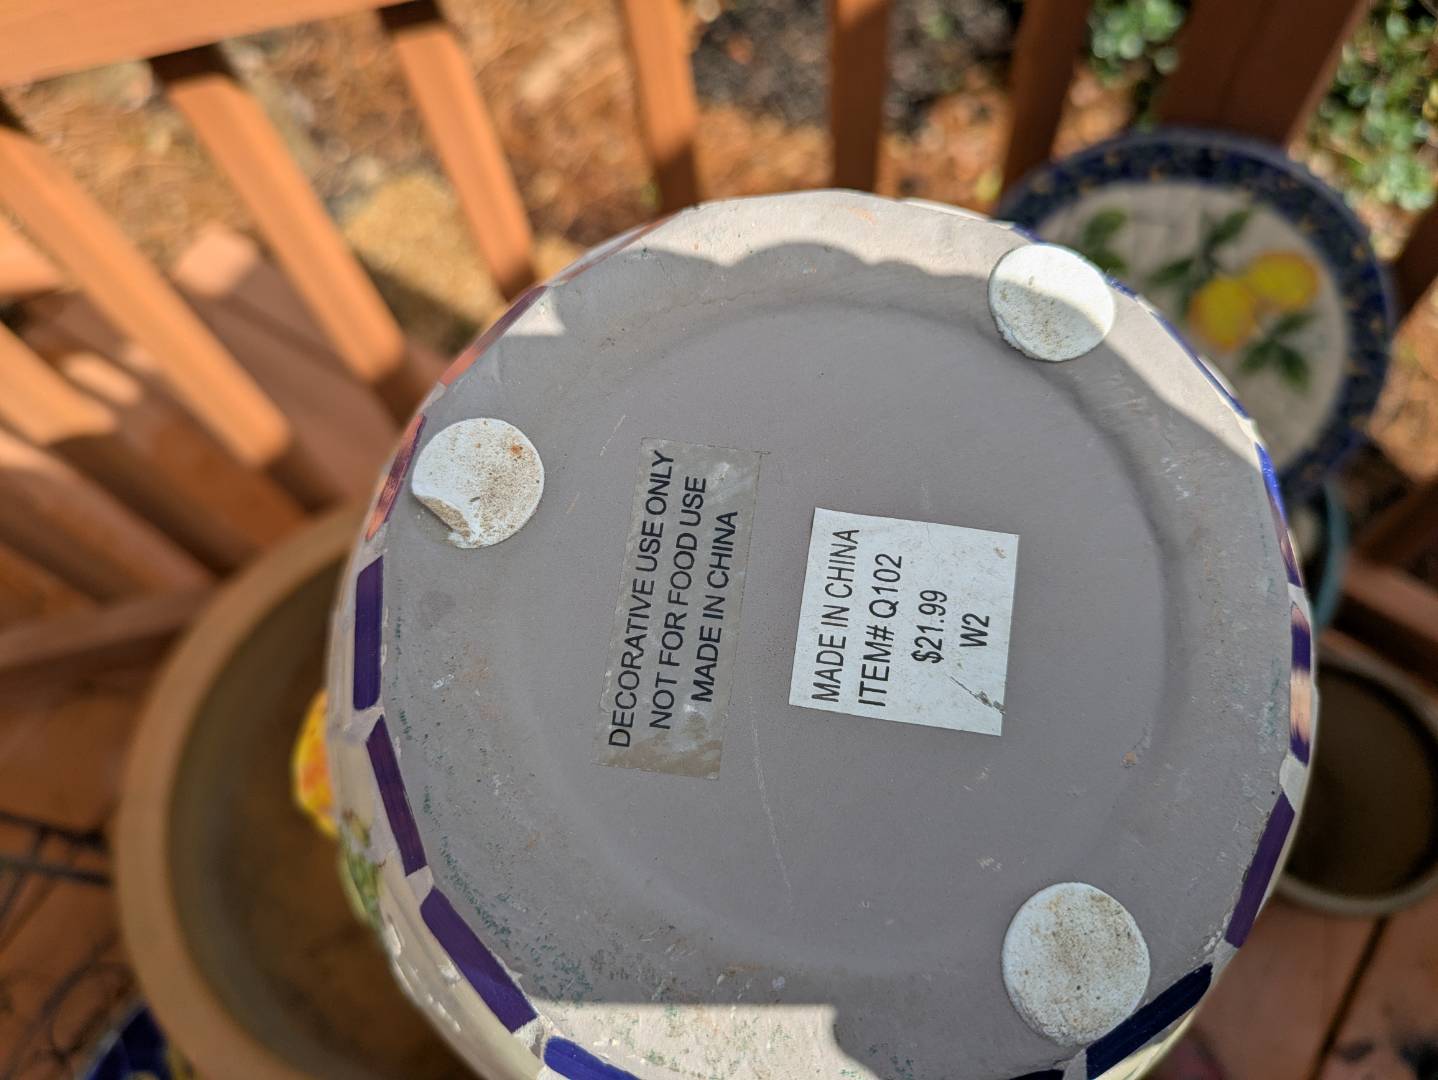 DECORATIVE USE ONLY
NOT FOR FOOD USE
MADE IN CHINA
MADE IN CHINA
ITEM# Q102
$21.99
W2